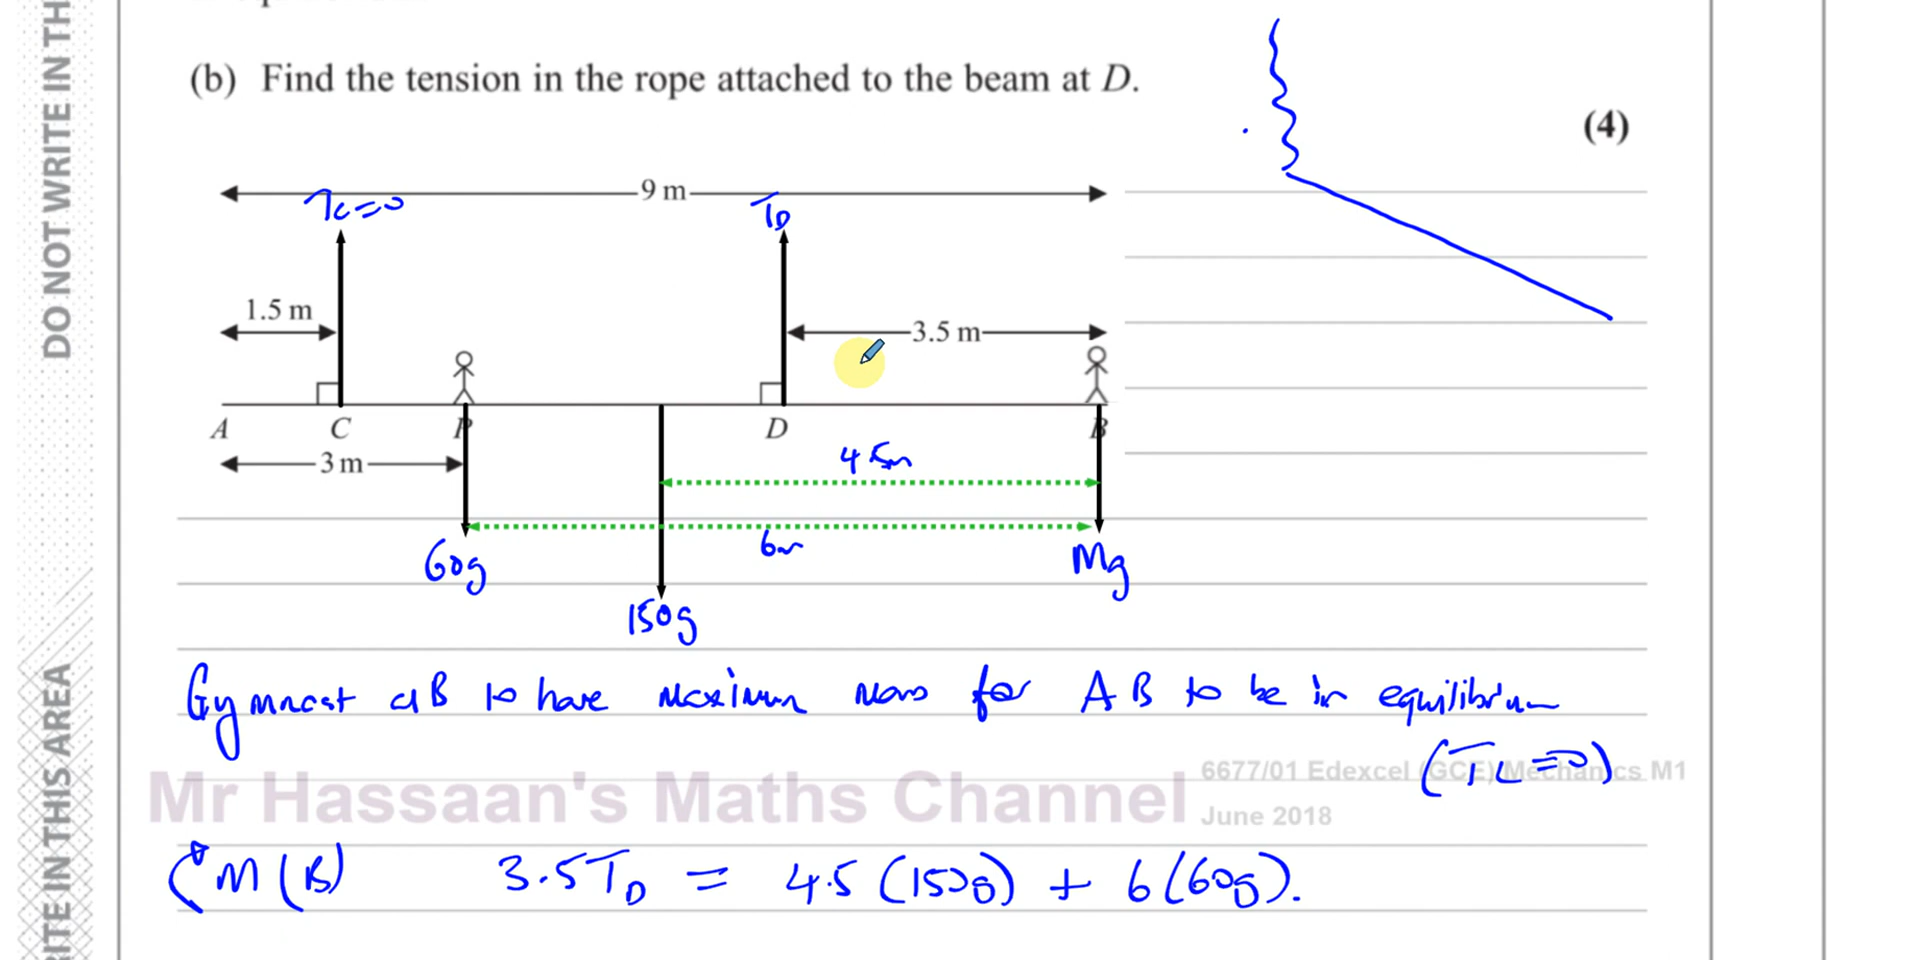 (b) Find the tension in the rope attached to the beam at D.
(4)
9 m
Tc=0
TD
1.5 m
3.5 m
A C P D B
3 m
4.5m
6m
60g
Mg
150g
Gymnast at B to have maximum mass for AB to be in equilibrium
(Tc=0)
6677/01 Edexcel (GCE) Mechanics M1
Mr Hassaan's Maths Channel
June 2018
M(B) 3.5TD = 4.5(150g) + 6(60g).
DO NOT WRITE IN TH
ITE IN THIS AREA